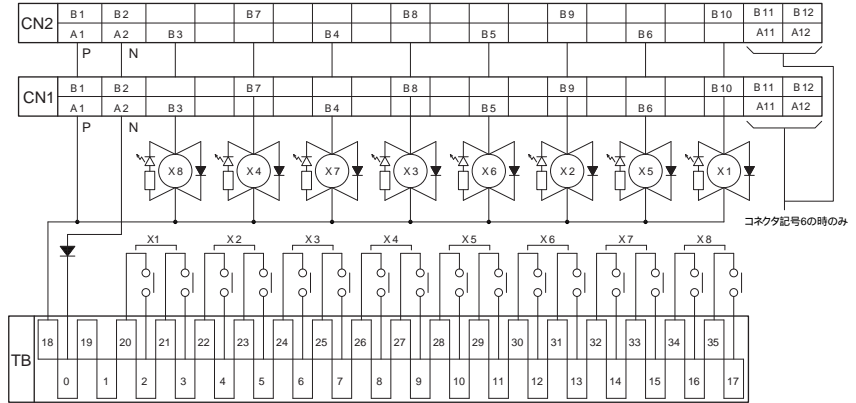 CN2
B1 B2 B7 B8 B9 B10 B11 B12
A1 A2 B3 B4 B5 B6 A11 A12
P N
CN1
B1 B2 B7 B8 B9 B10 B11 B12
A1 A2 B3 B4 B5 B6 A11 A12
P N
X8 X4 X7 X3 X6 X2 X5 X1
コネクタ記号6の時のみ
X1 X2 X3 X4 X5 X6 X7 X8
TB
18 19 20 21 22 23 24 25 26 27 28 29 30 31 32 33 34 35
0 1 2 3 4 5 6 7 8 9 10 11 12 13 14 15 16 17